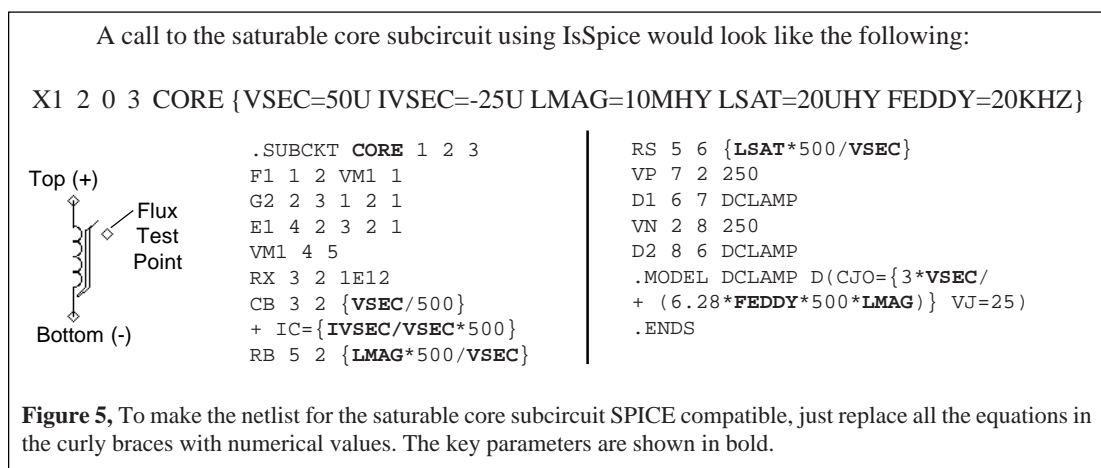 A call to the saturable core subcircuit using IsSpice would look like the following:
X1 2 0 3 CORE {VSEC=50U IVSEC=-25U LMAG=10MHY LSAT=20UHY FEDDY=20KHZ}
Top (+)
Flux
Test
Point
Bottom (-)
.SUBCKT CORE 1 2 3
F1 1 2 VM1 1
G2 2 3 1 2 1
E1 4 2 3 2 1
VM1 4 5
RX 3 2 1E12
CB 3 2 {VSEC/500}
+ IC={IVSEC/VSEC*500}
RB 5 2 {LMAG*500/VSEC}
RS 5 6 {LSAT*500/VSEC}
VP 7 2 250
D1 6 7 DCLAMP
VN 2 8 250
D2 8 6 DCLAMP
.MODEL DCLAMP D(CJO={3*VSEC/
+ (6.28*FEDDY*500*LMAG)} VJ=25)
.ENDS
Figure 5, To make the netlist for the saturable core subcircuit SPICE compatible, just replace all the equations in
the curly braces with numerical values. The key parameters are shown in bold.